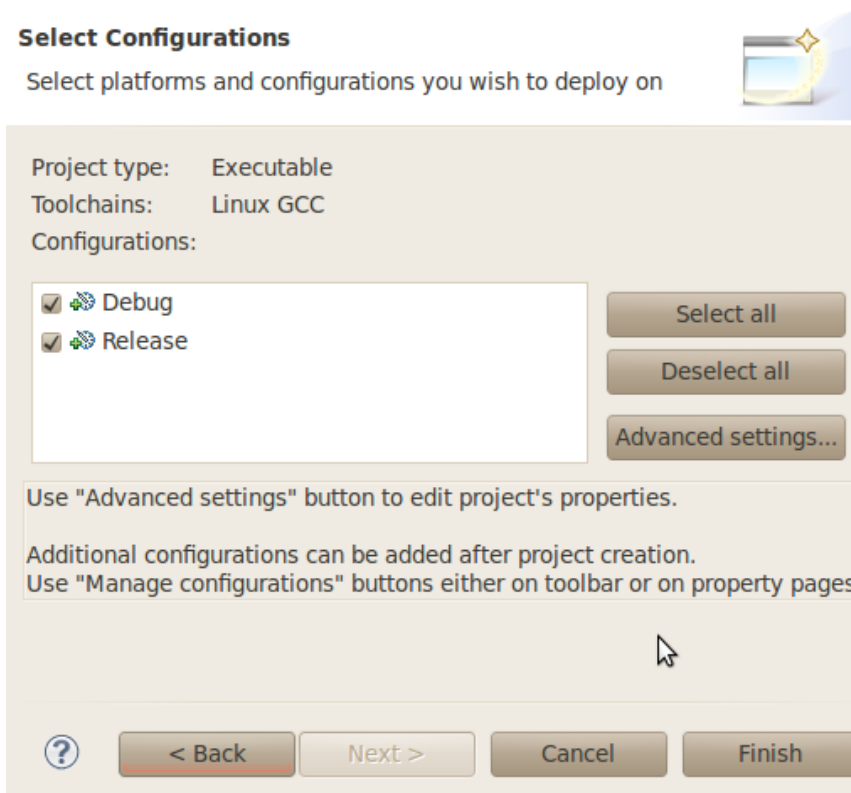 Select Configurations
Select platforms and configurations you wish to deploy on
Project type: Executable
Toolchains: Linux GCC
Configurations:
Debug
Release
Select all
Deselect all
Advanced settings...
Use "Advanced settings" button to edit project's properties.
Additional configurations can be added after project creation.
Use "Manage configurations" buttons either on toolbar or on property pages
?
< Back
Next >
Cancel
Finish